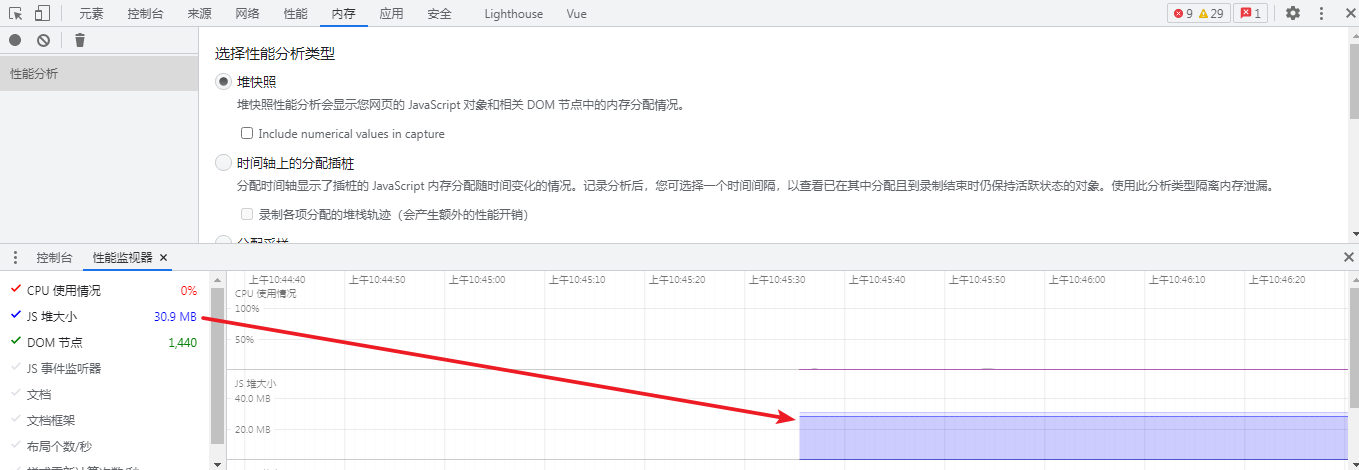 元素 控制台 来源 网络 性能 内存 应用 安全 Lighthouse Vue 9 29 1
性能分析
选择性能分析类型
堆快照
堆快照性能分析会显示您网页的 JavaScript 对象和相关 DOM 节点中的内存分配情况。
Include numerical values in capture
时间轴上的分配插桩
分配时间轴显示了插桩的 JavaScript 内存分配随时间变化的情况。记录分析后，您可选择一个时间间隔，以查看已在其中分配且到录制结束时仍保持活跃状态的对象。使用此分析类型隔离内存泄漏。
录制各项分配的堆栈轨迹（会产生额外的性能开销）
分配采样
控制台 性能监视器
CPU 使用情况 0%
JS 堆大小 30.9 MB
DOM 节点 1,440
JS 事件监听器
文档
文档框架
布局个数/秒
样式重新计算次数/秒
上午10:44:40 上午10:44:50 上午10:45:00 上午10:45:10 上午10:45:20 上午10:45:30 上午10:45:40 上午10:45:50 上午10:46:00 上午10:46:10 上午10:46:20
CPU 使用情况
100%
50%
JS 堆大小
40.0 MB
20.0 MB